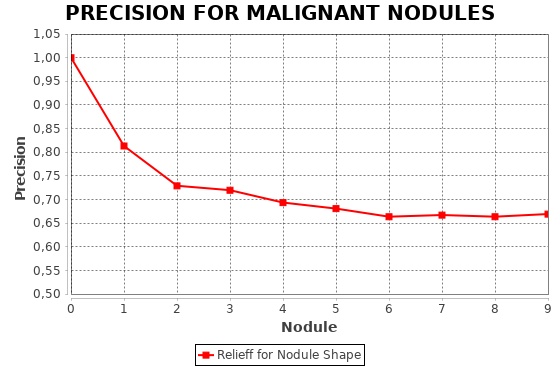 PRECISION FOR MALIGNANT NODULES
1,05
1,00
0,95
0,90
0,85
0,80
0,75
0,70
0,65
0,60
0,55
0,50
Precision
0 1 2 3 4 5 6 7 8 9
Nodule
Relieff for Nodule Shape